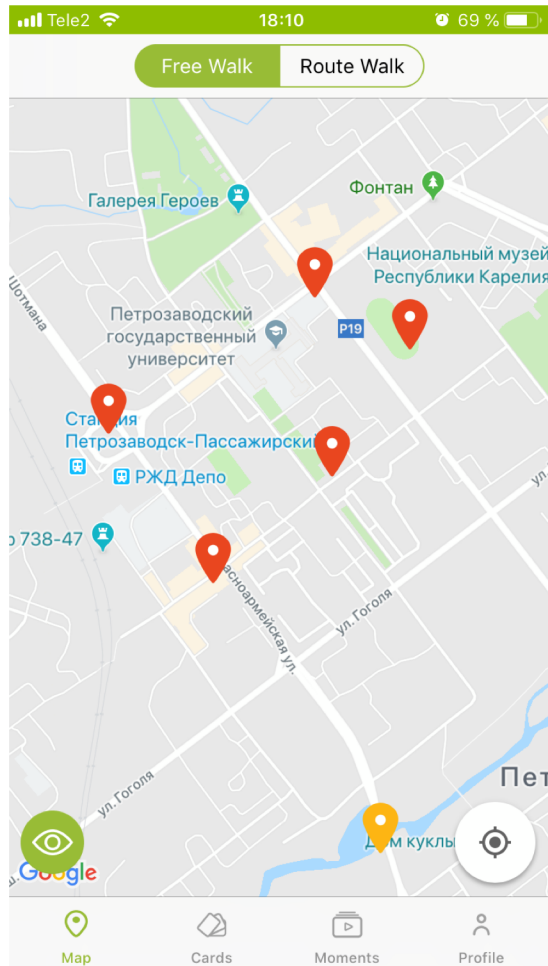 Tele2
18:10
69 %
Free Walk
Route Walk
Фонтан
Галерея Героев
Национальный музей
Республики Карелия
Шотмана
Петрозаводский
государственный
университет
P19
Станция
Петрозаводск-Пассажирский
РЖД Депо
ул.
738-47
ул. Гоголя
Красноармейская ул.
Пет
ул. Гоголя
Дом куклы
Google
Map
Cards
Moments
Profile